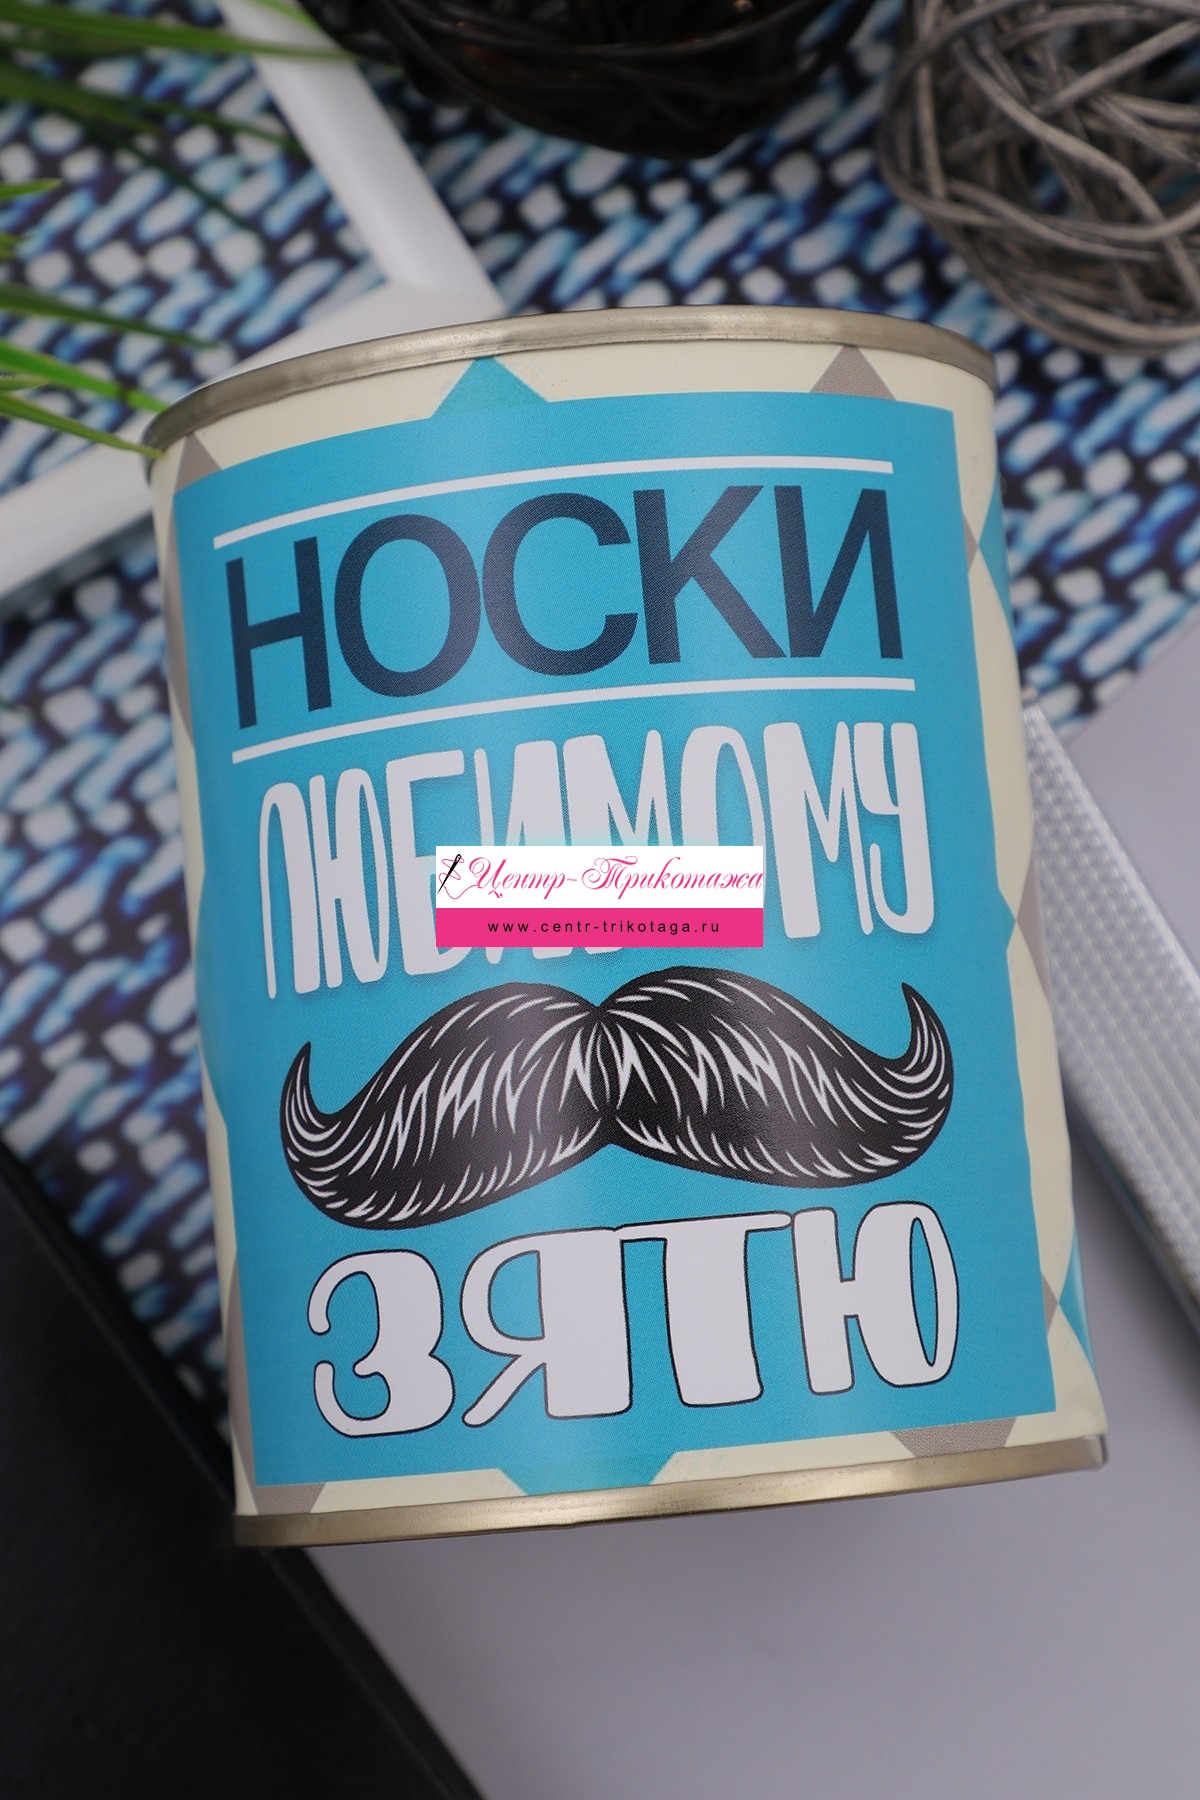 НОСКИ
ЛЮБИМОМУ
Центр-Трикотажа
www.centr-trikotaga.ru
ЗЯТЮ